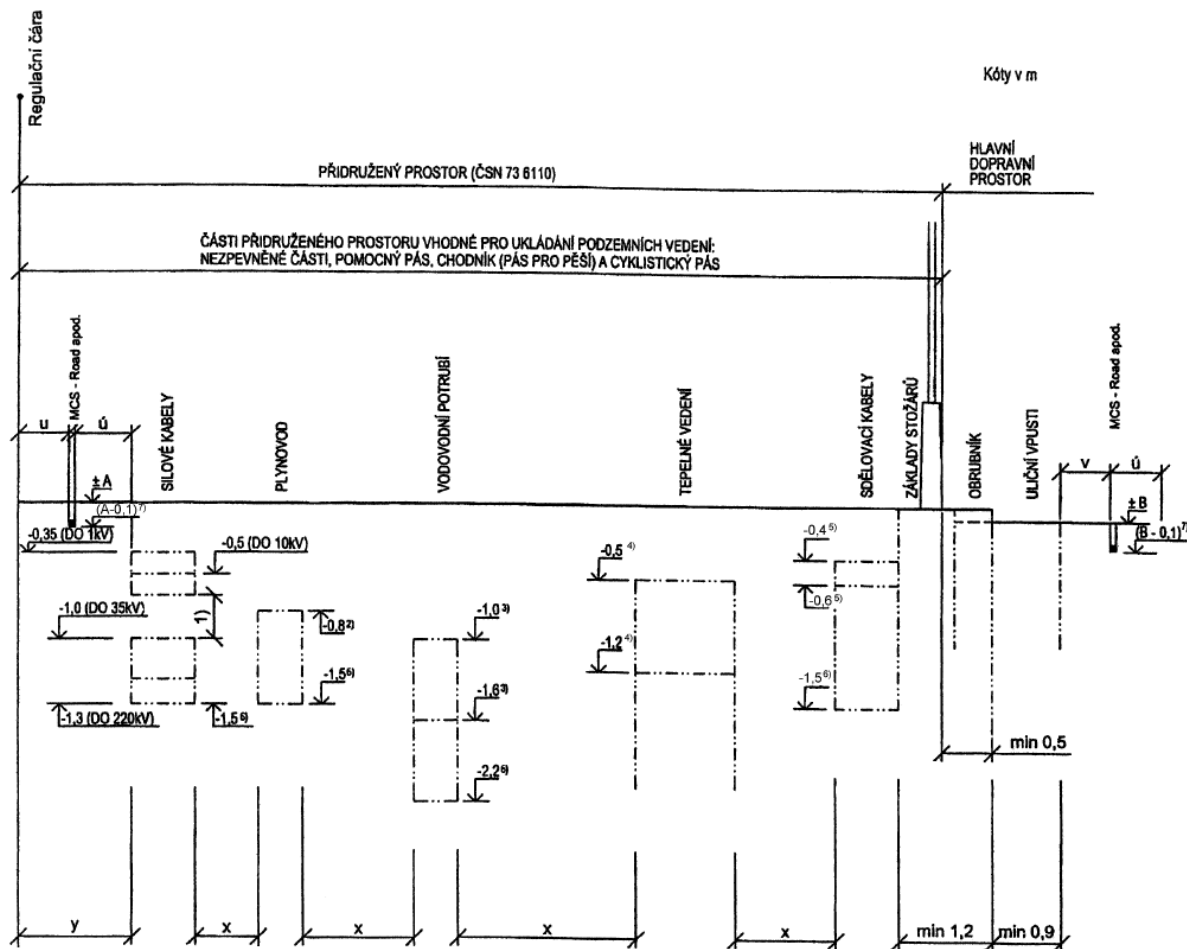 Regulační čára
Kóty v m
PŘIDRUŽENÝ PROSTOR (ČSN 73 6110)
HLAVNÍ
DOPRAVNÍ
PROSTOR
ČÁSTI PŘIDRUŽENÉHO PROSTORU VHODNÉ PRO UKLÁDÁNÍ PODZEMNÍCH VEDENÍ:
NEZPEVNĚNÉ ČÁSTI, POMOCNÝ PÁS, CHODNÍK (PÁS PRO PĚŠÍ) A CYKLISTICKÝ PÁS
MCS - Road apod.
SILOVÉ KABELY
PLYNOVOD
VODOVODNÍ POTRUBÍ
TEPELNÉ VEDENÍ
SDĚLOVACÍ KABELY
ZÁKLADY STOŽÁRŮ
OBRUBNÍK
ULIČNÍ VPUSTI
MCS - Road apod.
u
ú
v
ú
±A
(A-0,1)⁷⁾
±B
(B - 0,1)⁷⁾
-0,35 (DO 1kV)
-0,5 (DO 10kV)
-1,0 (DO 35kV)
1)
-1,3 (DO 220kV)
-1,5⁶⁾
-0,8²⁾
-1,5⁶⁾
-1,0³⁾
-1,6³⁾
-2,2⁶⁾
-0,5 ⁴⁾
-1,2⁴⁾
-0,4⁵⁾
-0,6⁵⁾
-1,5⁶⁾
min 0,5
y
x
x
x
x
min 1,2
min 0,9